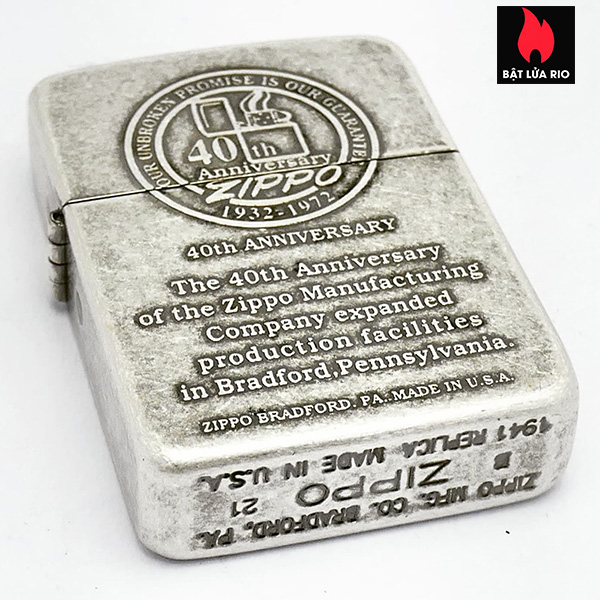 BẬT LỬA RIO
OUR UNBROKEN PROMISE IS OUR GUARANTEE
40th
Anniversary
ZIPPO
1932-1972
40th ANNIVERSARY
The 40th Anniversary
of the Zippo Manufacturing
Company expanded
production facilities
in Bradford,Pennsylvania.
ZIPPO BRADFORD. PA. MADE IN U.S.A.
ZIPPO MFG. CO. BRADFORD, PA.
ZIPPO 21
1941 REPLICA MADE IN U.S.A.